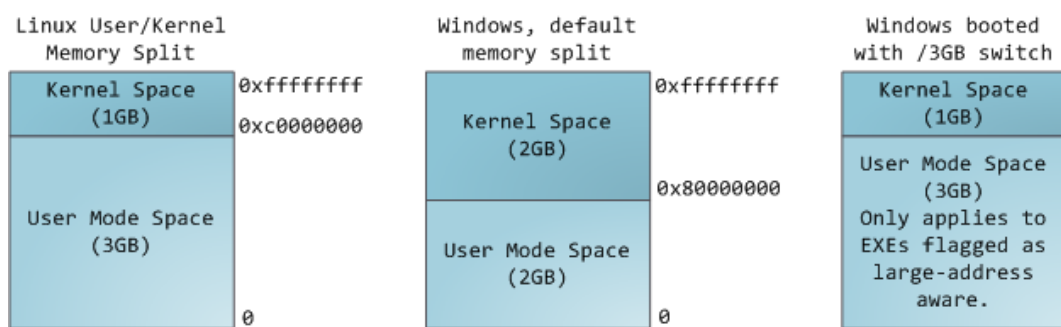 Linux User/Kernel
Memory Split
Kernel Space
(1GB)
0xffffffff
0xc0000000
User Mode Space
(3GB)
0
Windows, default
memory split
Kernel Space
(2GB)
0xffffffff
0x80000000
User Mode Space
(2GB)
0
Windows booted
with /3GB switch
Kernel Space
(1GB)
User Mode Space
(3GB)
Only applies to
EXEs flagged as
large-address
aware.